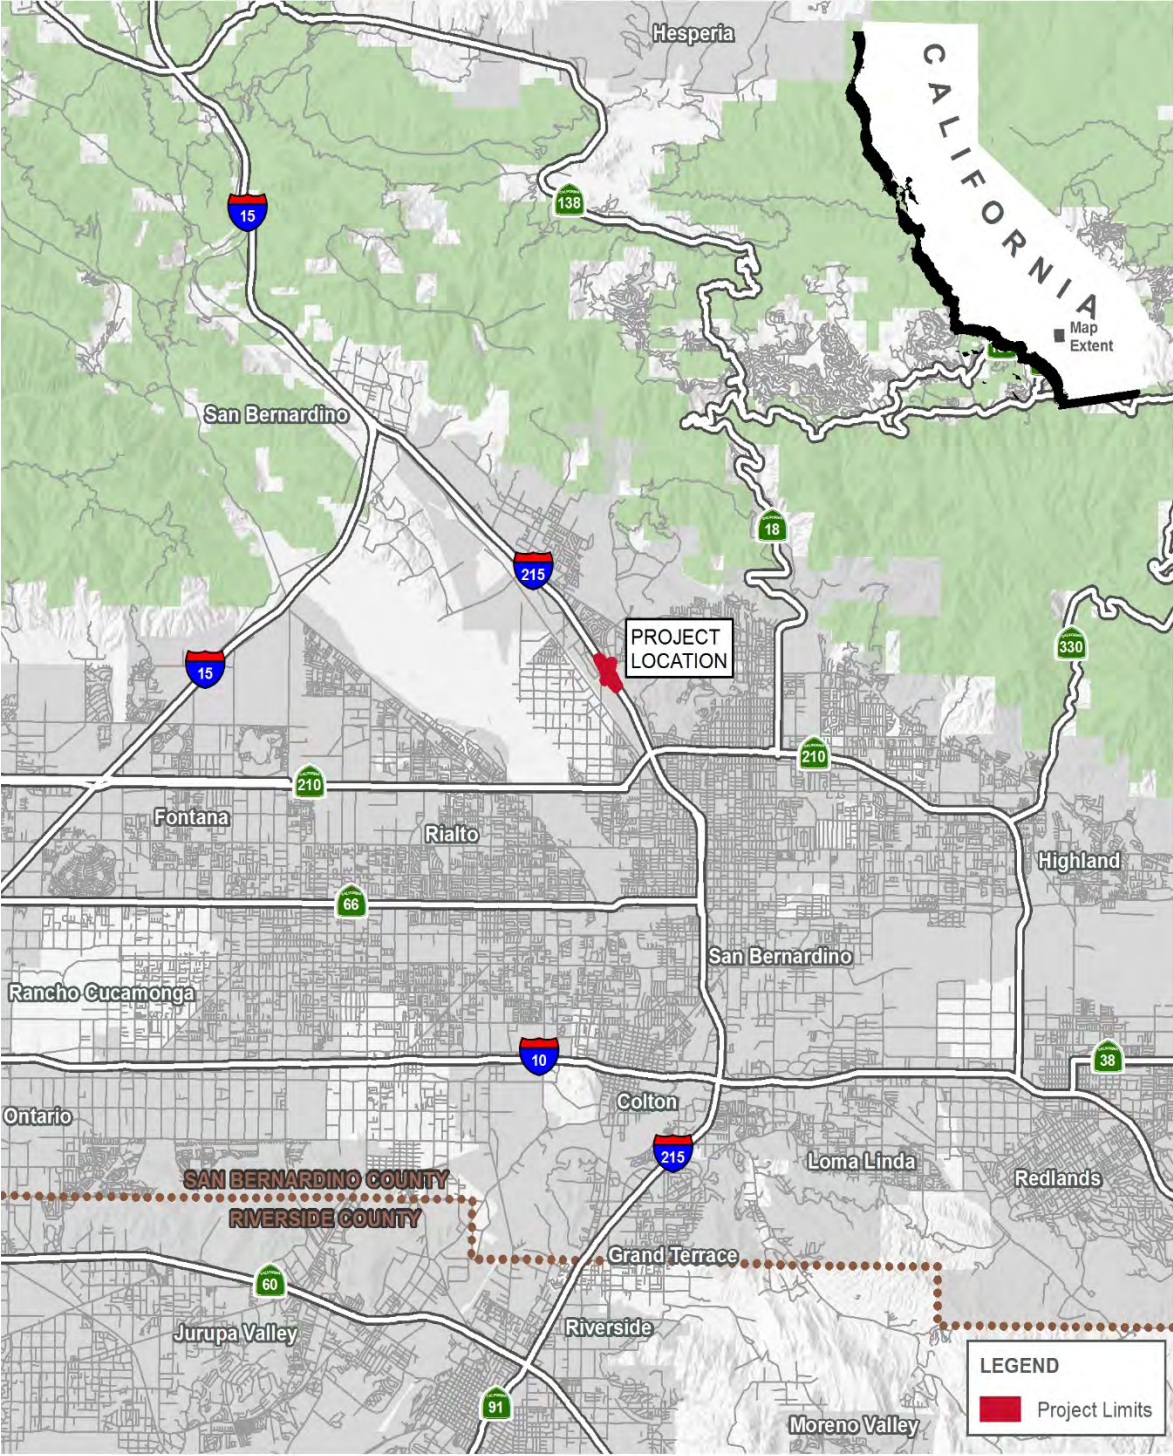 Hesperia
CALIFORNIA
Map
Extent
15
138
San Bernardino
18
215
PROJECT
LOCATION
330
15
210
210
Fontana
Rialto
Highland
66
San Bernardino
Rancho Cucamonga
10
38
Ontario
Colton
215
Loma Linda
Redlands
SAN BERNARDINO COUNTY
RIVERSIDE COUNTY
Grand Terrace
60
Jurupa Valley
Riverside
LEGEND
Project Limits
91
Moreno Valley